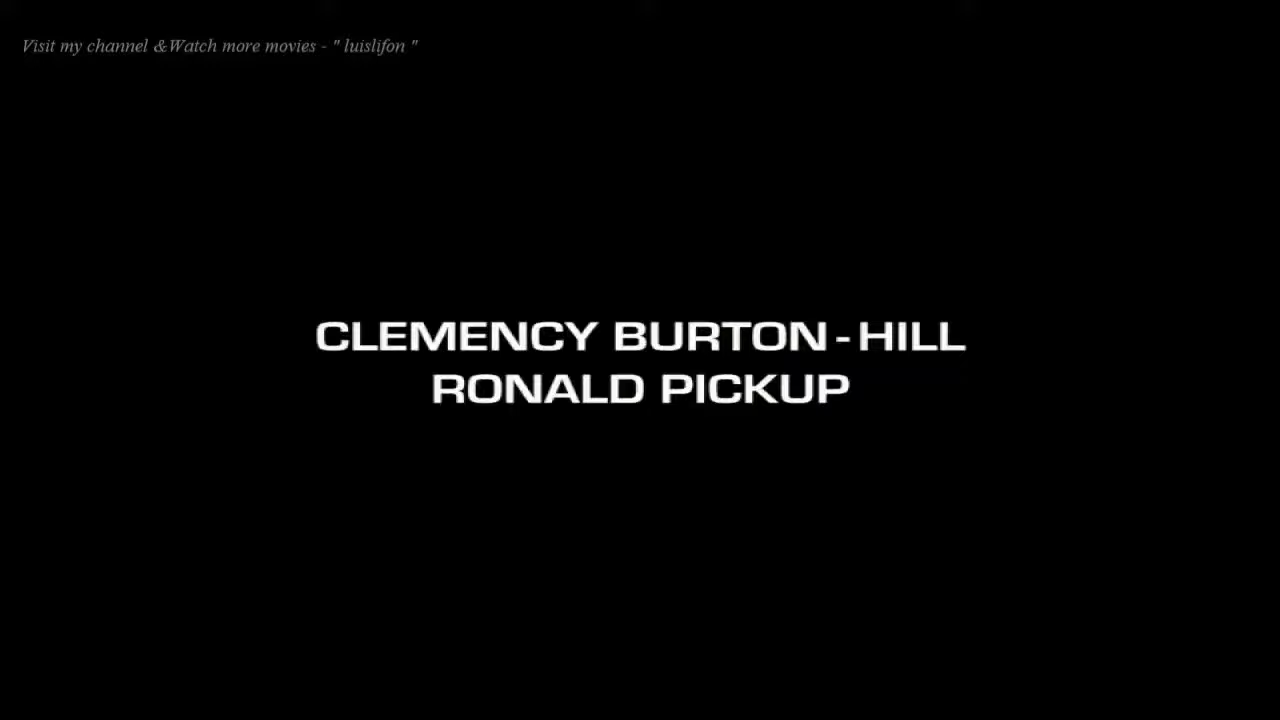 Visit my channel &Watch more movies - " luislifon "
CLEMENCY BURTON-HILL
RONALD PICKUP